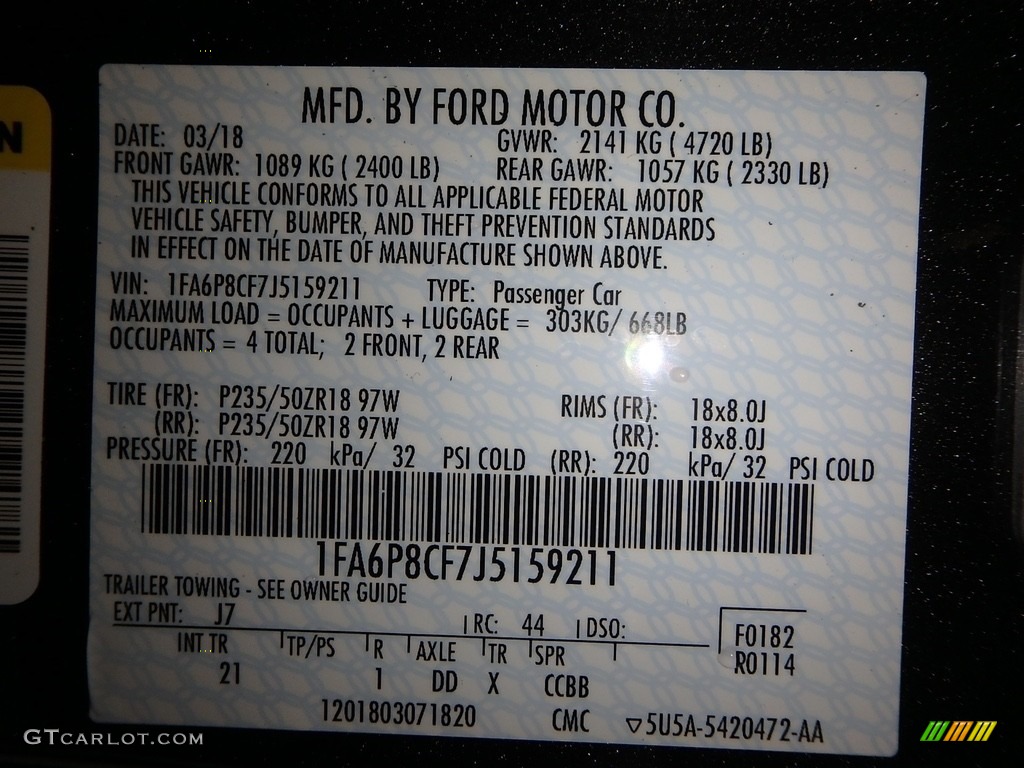 N
MFD. BY FORD MOTOR CO.
DATE: 03/18 GVWR: 2141 KG ( 4720 LB)
FRONT GAWR: 1089 KG ( 2400 LB) REAR GAWR: 1057 KG ( 2330 LB)
THIS VEHICLE CONFORMS TO ALL APPLICABLE FEDERAL MOTOR
VEHICLE SAFETY, BUMPER, AND THEFT PREVENTION STANDARDS
IN EFFECT ON THE DATE OF MANUFACTURE SHOWN ABOVE.
VIN: 1FA6P8CF7J5159211 TYPE: Passenger Car
MAXIMUM LOAD = OCCUPANTS + LUGGAGE = 303KG/ 668LB
OCCUPANTS = 4 TOTAL; 2 FRONT, 2 REAR
TIRE (FR): P235/50ZR18 97W RIMS (FR): 18x8.0J
(RR): P235/50ZR18 97W (RR): 18x8.0J
PRESSURE (FR): 220 kPa/ 32 PSI COLD (RR): 220 kPa/ 32 PSI COLD
1FA6P8CF7J5159211
TRAILER TOWING - SEE OWNER GUIDE
EXT PNT: J7 RC: 44 DSO: F0182
INT TR TP/PS R AXLE TR SPR R0114
21 1 DD X CCBB
1201803071820 CMC ▽5U5A-5420472-AA
GTCARLOT.COM